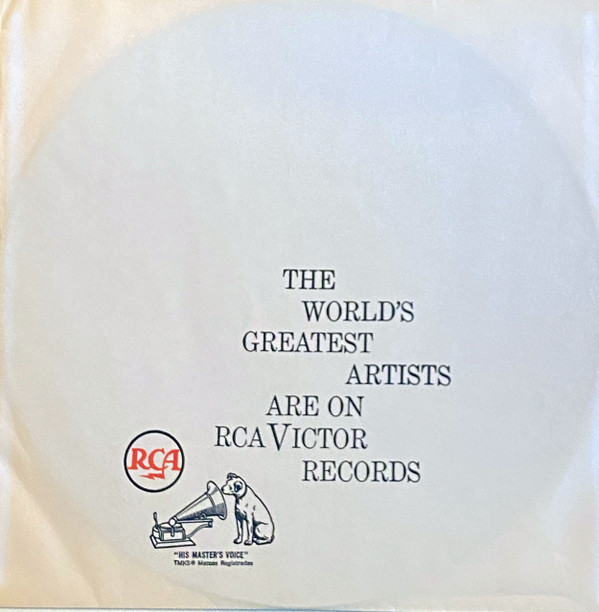 THE
WORLD'S
GREATEST
ARTISTS
ARE ON
RCA VICTOR
RECORDS
RCA
"HIS MASTER'S VOICE"
TMKS ® Marcas Registradas